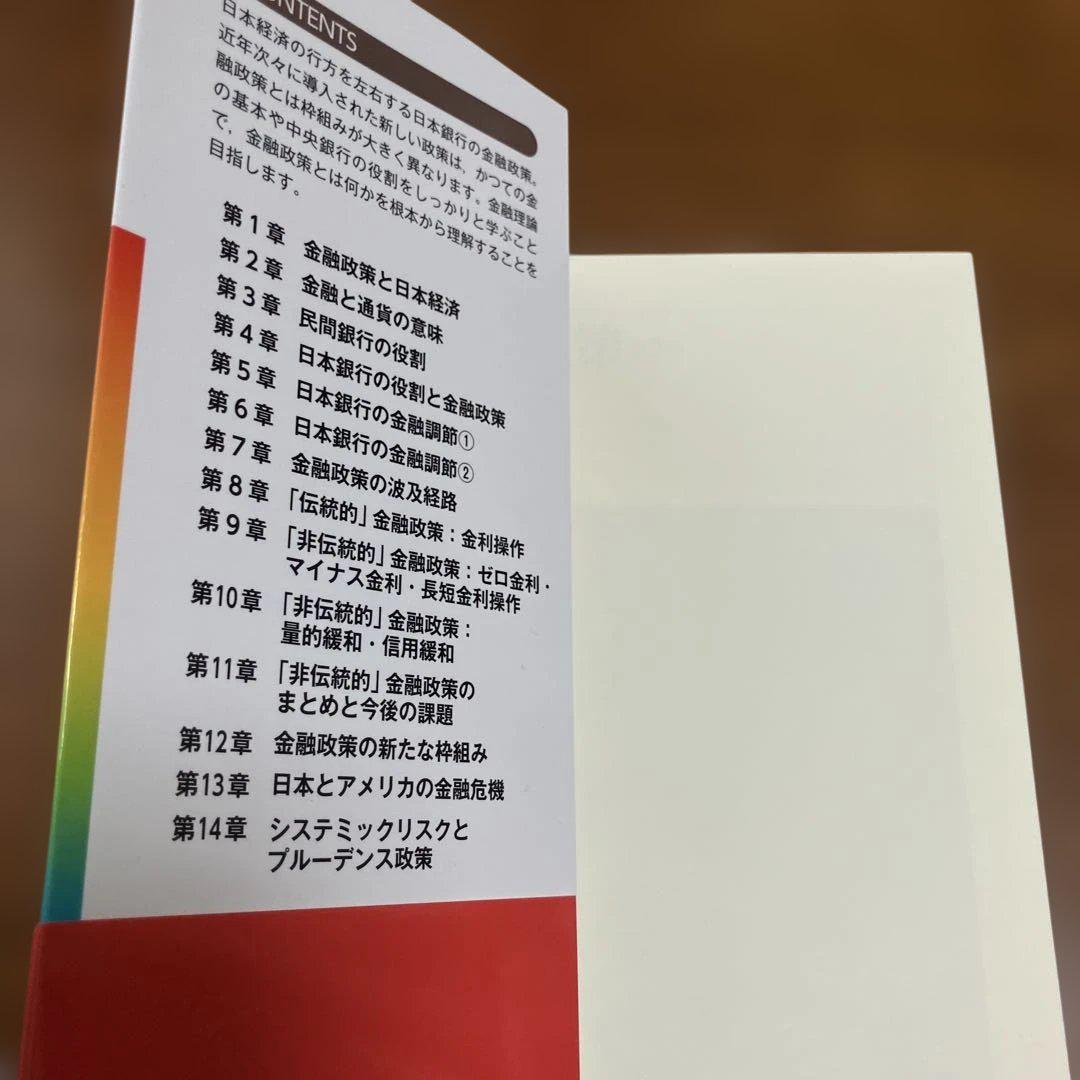 ONTENTS
日本経済の行方を左右する日本銀行の金融政策。
近年次々に導入された新しい政策は，かつての金
融政策とは枠組みが大きく異なります。金融理論
の基本や中央銀行の役割をしっかりと学ぶこと
で，金融政策とは何かを根本から理解することを
目指します。
第1章 金融政策と日本経済
第2章 金融と通貨の意味
第3章 民間銀行の役割
第4章 日本銀行の役割と金融政策
第5章 日本銀行の金融調節①
第6章 日本銀行の金融調節②
第7章 金融政策の波及経路
第8章 「伝統的」金融政策：金利操作
第9章 「非伝統的」金融政策：ゼロ金利・
マイナス金利・長短金利操作
第10章 「非伝統的」金融政策：
量的緩和・信用緩和
第11章 「非伝統的」金融政策の
まとめと今後の課題
第12章 金融政策の新たな枠組み
第13章 日本とアメリカの金融危機
第14章 システミックリスクと
プルーデンス政策